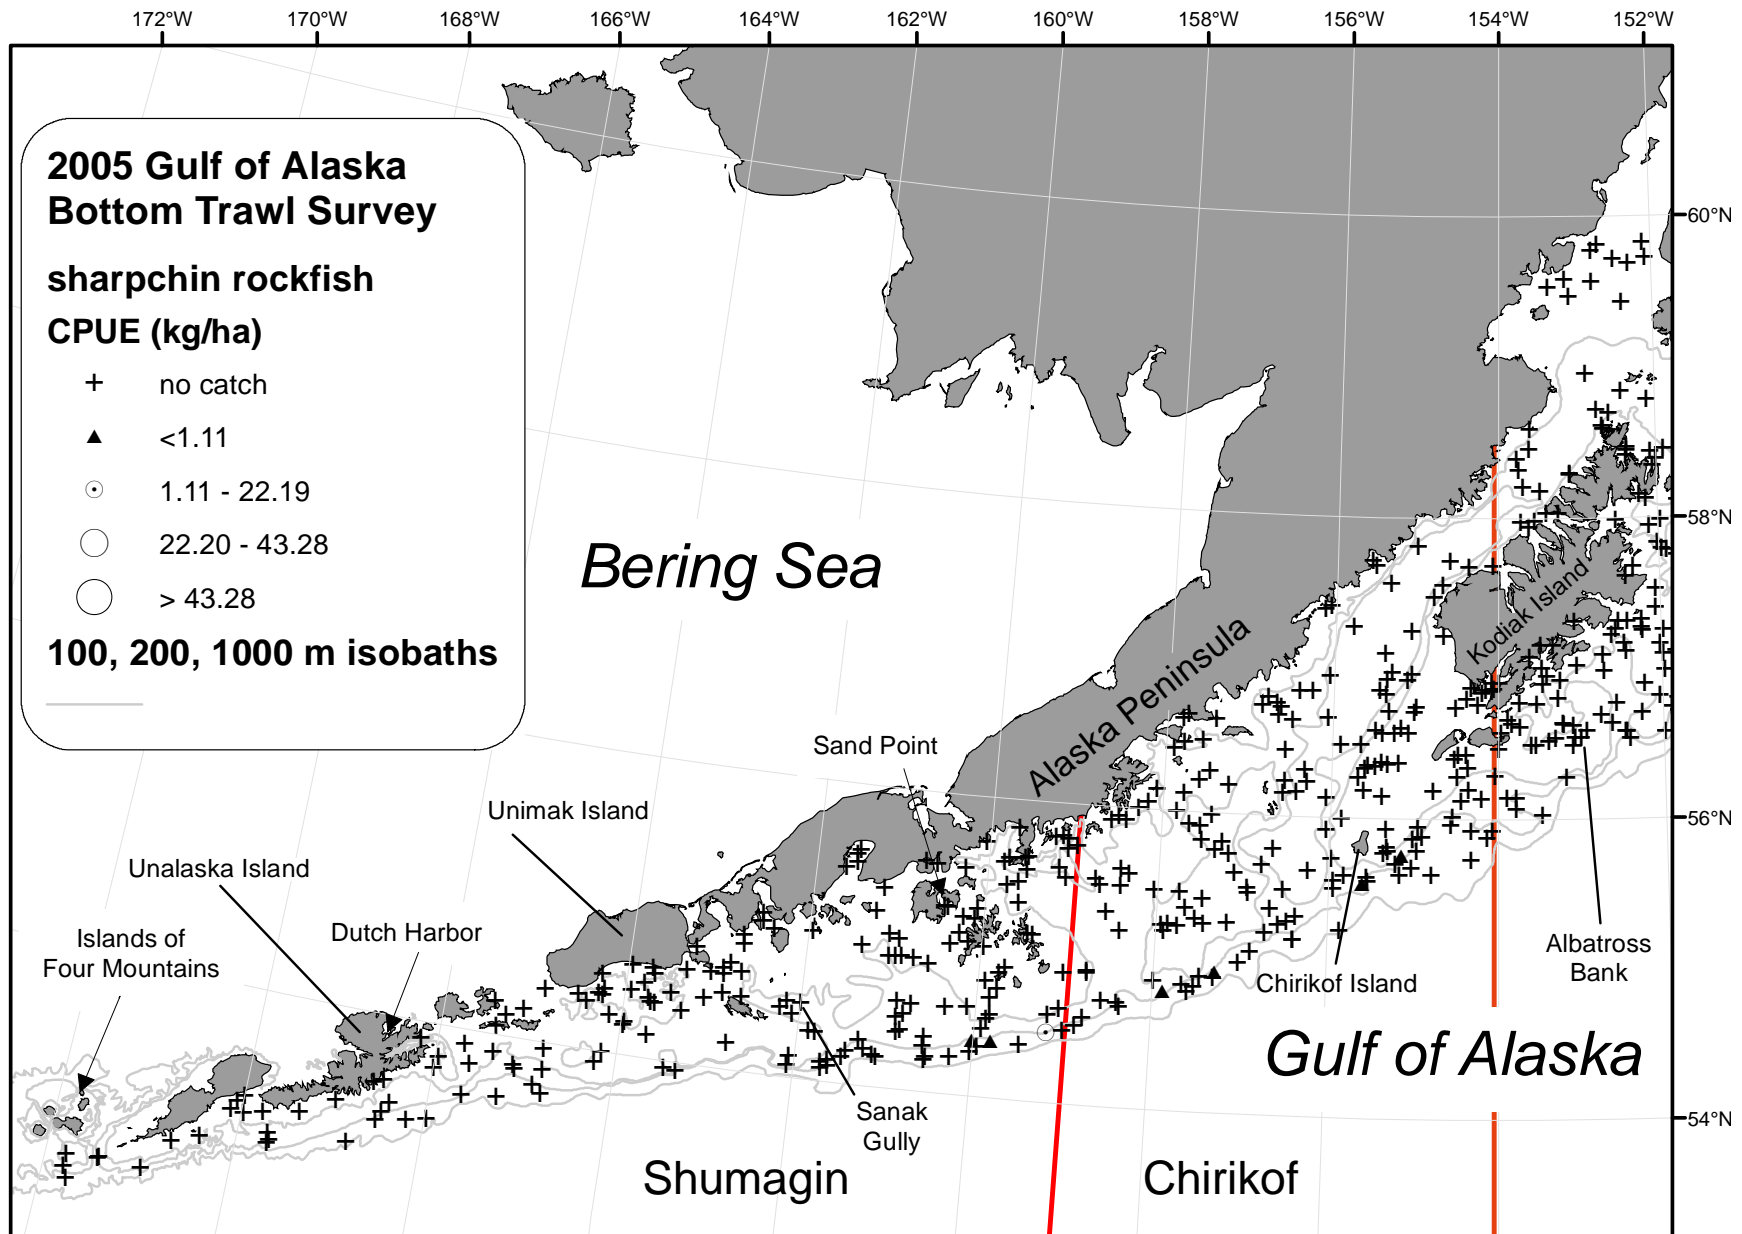 172°W 170°W 168°W 166°W 164°W 162°W 160°W 158°W 156°W 154°W 152°W
2005 Gulf of Alaska
Bottom Trawl Survey
sharpchin rockfish
CPUE (kg/ha)
no catch
<1.11
1.11 - 22.19
22.20 - 43.28
> 43.28
100, 200, 1000 m isobaths
60°N
58°N
56°N
54°N
Bering Sea
Alaska Peninsula
Kodiak Island
Sand Point
Unimak Island
Unalaska Island
Dutch Harbor
Islands of
Four Mountains
Albatross
Bank
Chirikof Island
Gulf of Alaska
Sanak
Gully
Shumagin
Chirikof